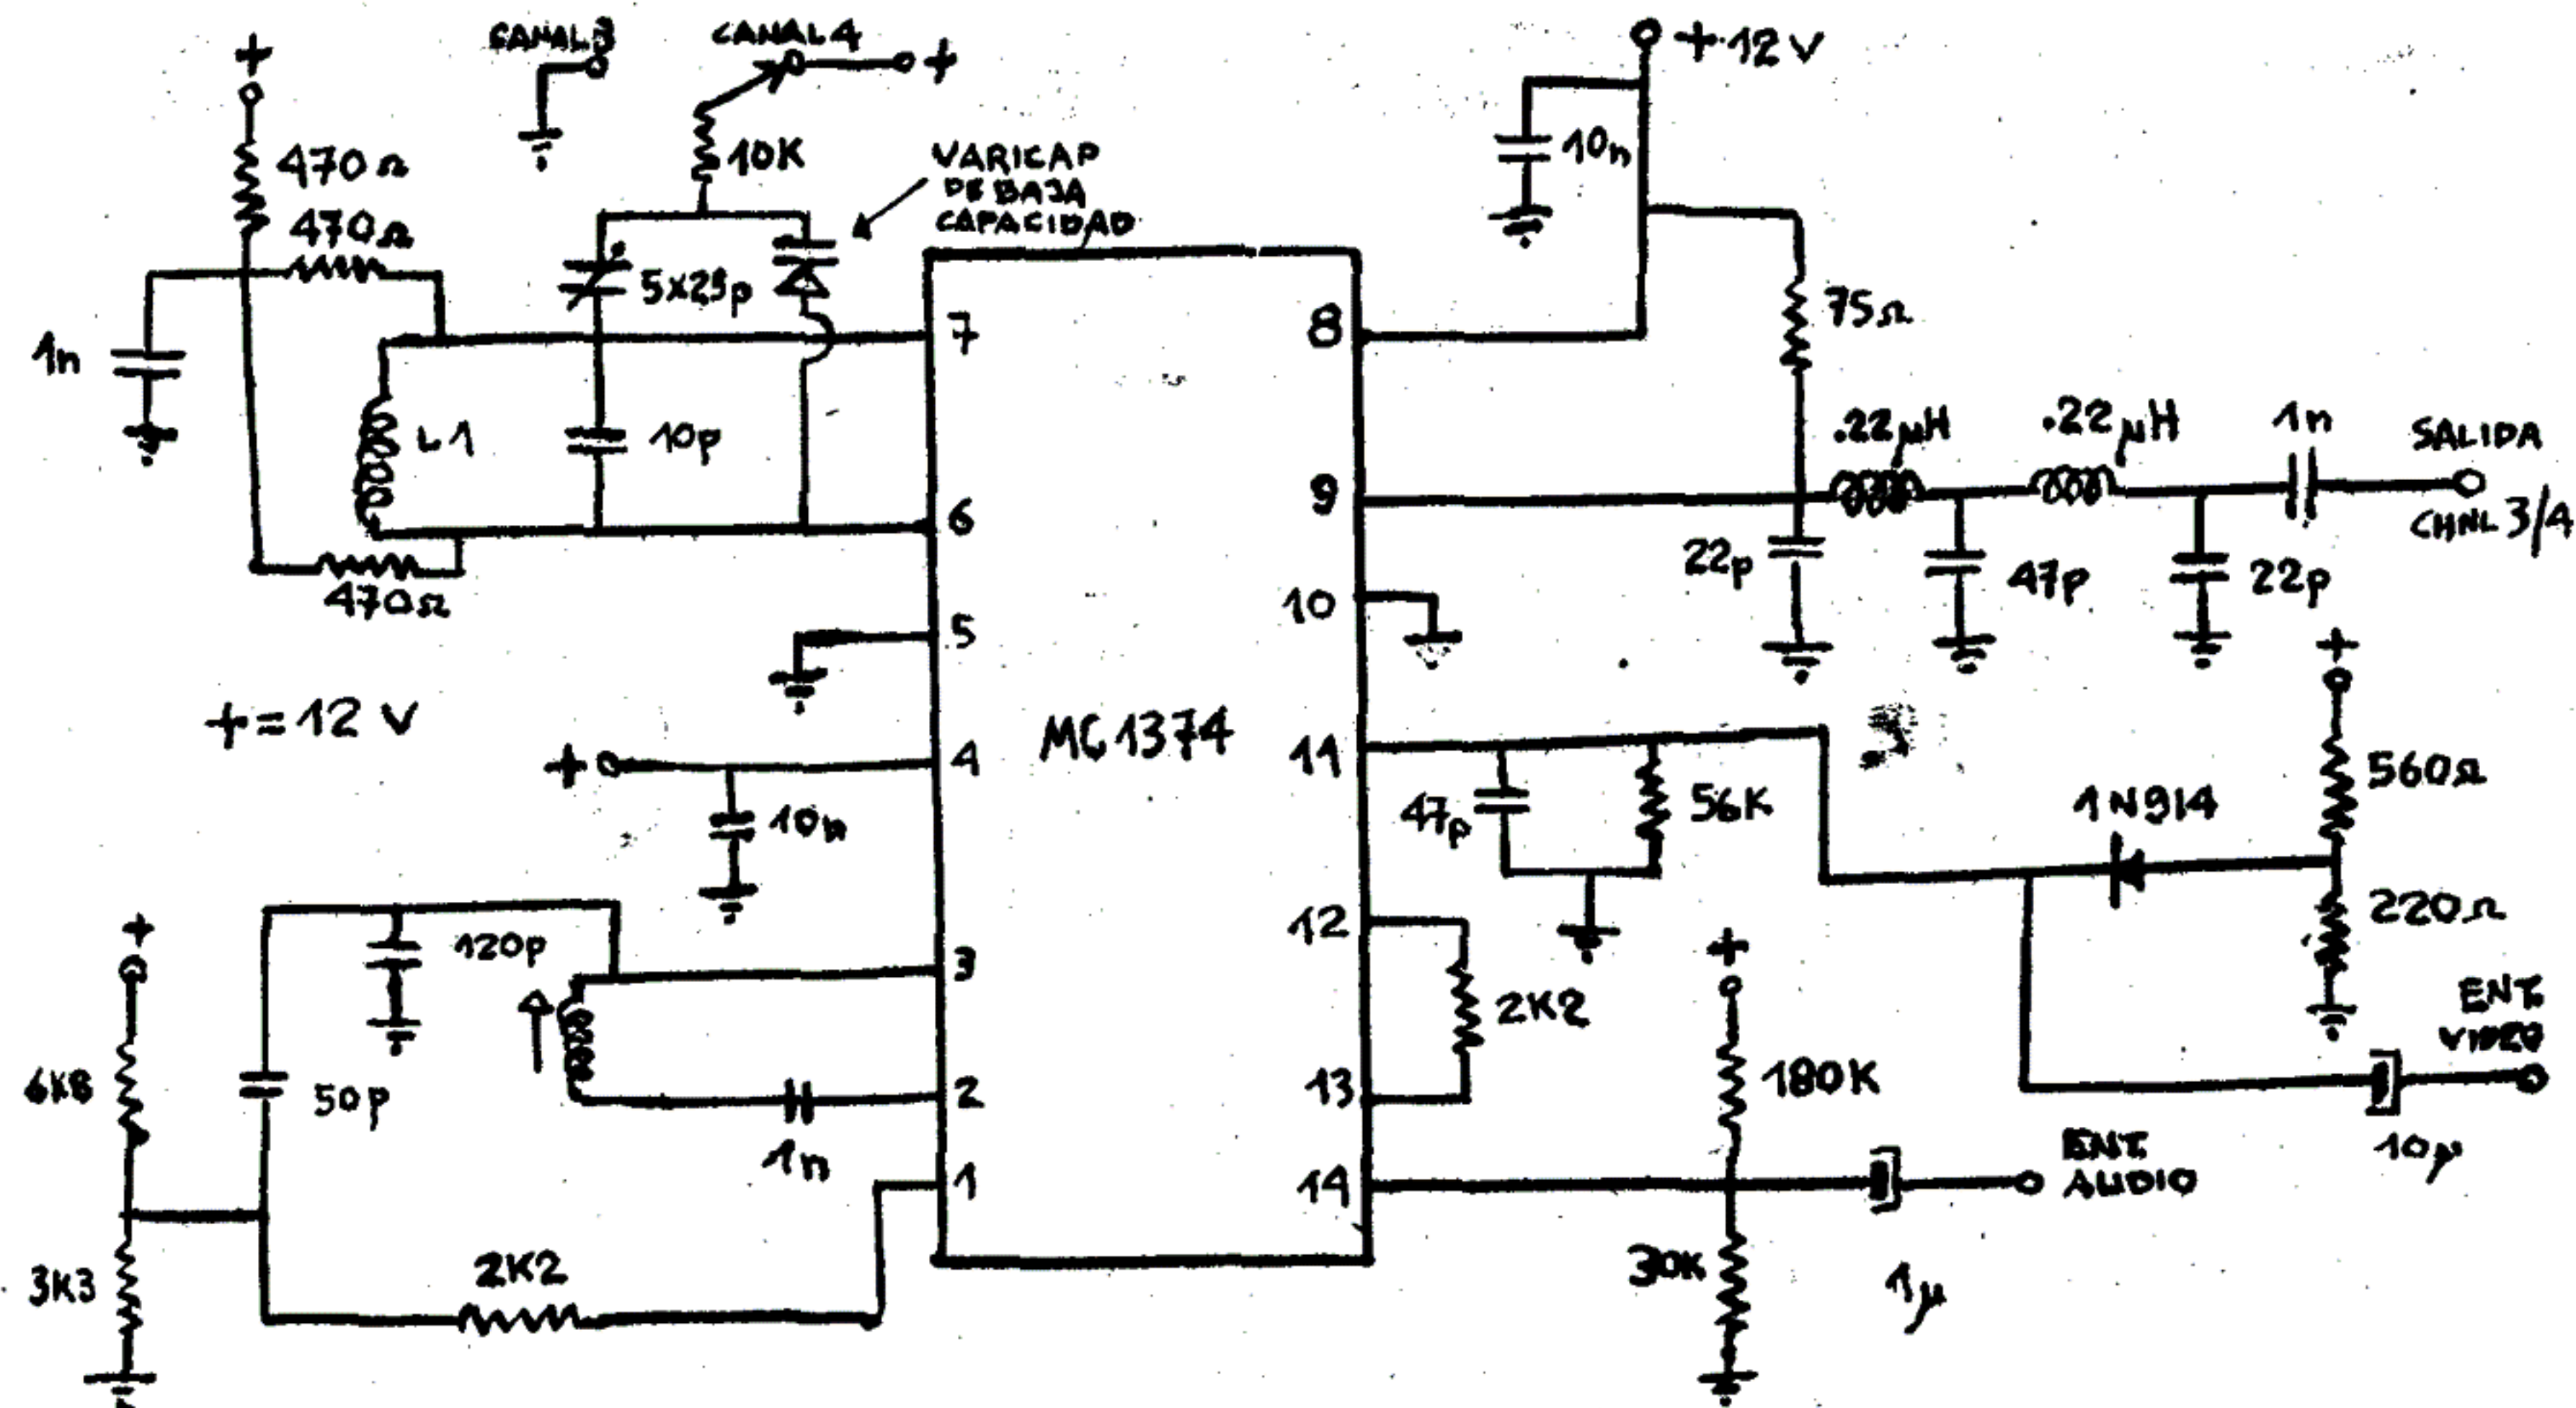 +
CANAL 3
CANAL 4
+
+12 V
470Ω
470Ω
10K
VARICAP
DE BAJA
CAPACIDAD
10n
5x25p
75Ω
1n
7
8
L1
10p
.22µH
.22µH
1n
SALIDA
CHNL 3/4
6
9
470Ω
22p
47p
22p
5
10
+
+ = 12 V
MC1374
+
4
11
10n
47p
56K
1N914
560Ω
220Ω
+
120p
3
12
+
2K2
ENT.
VIDEO
6K8
50p
2
13
180K
10µ
1n
1
14
ENT.
AUDIO
3K3
2K2
30K
1µ